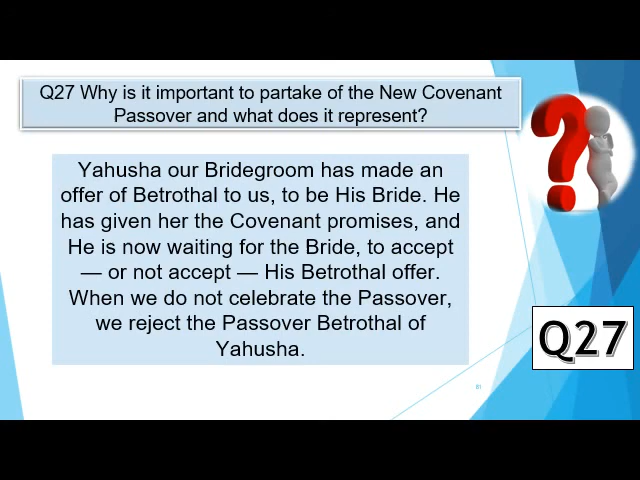 Q27 Why is it important to partake of the New Covenant
Passover and what does it represent?
Yahusha our Bridegroom has made an
offer of Betrothal to us, to be His Bride. He
has given her the Covenant promises, and
He is now waiting for the Bride, to accept
— or not accept — His Betrothal offer.
When we do not celebrate the Passover,
we reject the Passover Betrothal of
Yahusha.
Q27